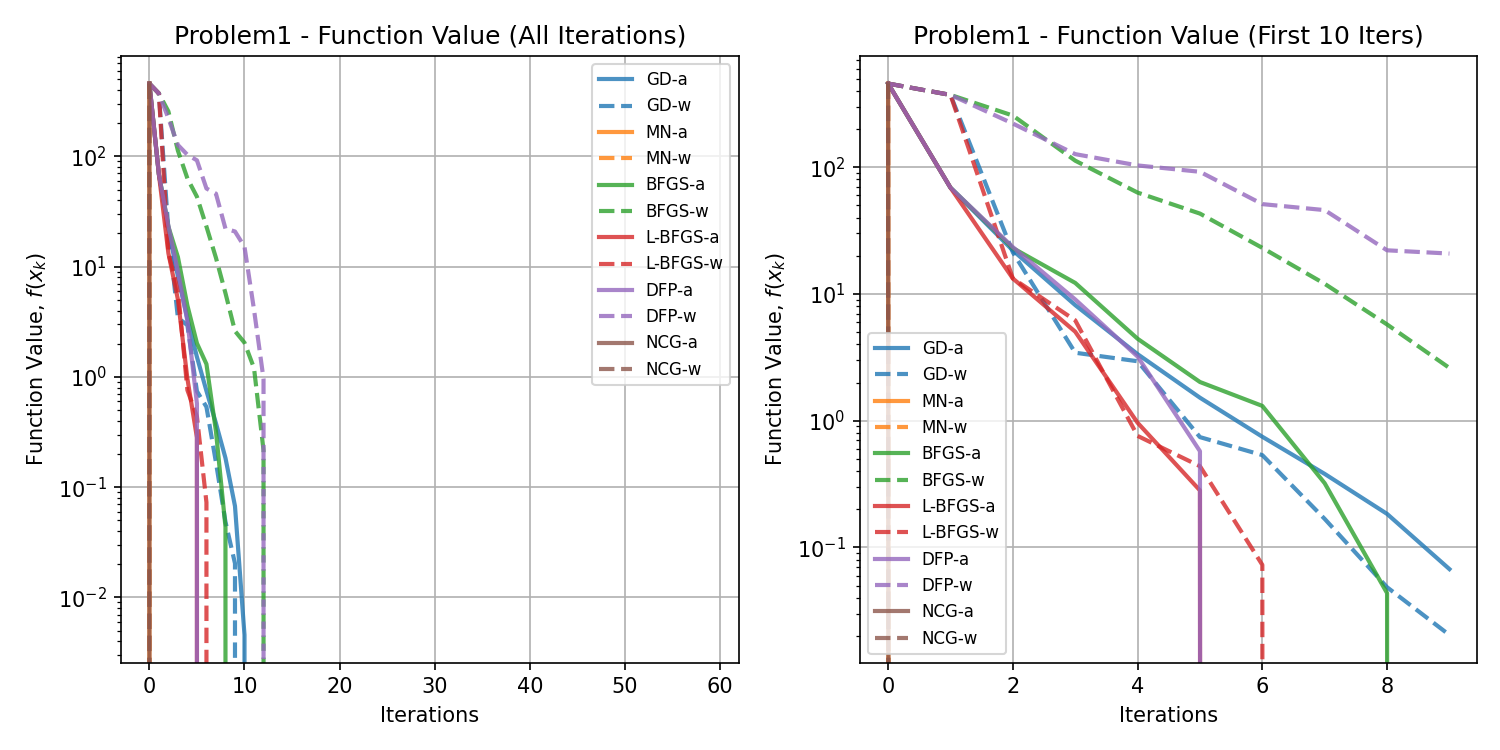 Problem1 - Function Value (All Iterations)
Function Value, f(x_k)
10^2
10^1
10^0
10^-1
10^-2
GD-a
GD-w
MN-a
MN-w
BFGS-a
BFGS-w
L-BFGS-a
L-BFGS-w
DFP-a
DFP-w
NCG-a
NCG-w
0 10 20 30 40 50 60
Iterations
Problem1 - Function Value (First 10 Iters)
Function Value, f(x_k)
10^2
10^1
10^0
10^-1
GD-a
GD-w
MN-a
MN-w
BFGS-a
BFGS-w
L-BFGS-a
L-BFGS-w
DFP-a
DFP-w
NCG-a
NCG-w
0 2 4 6 8
Iterations